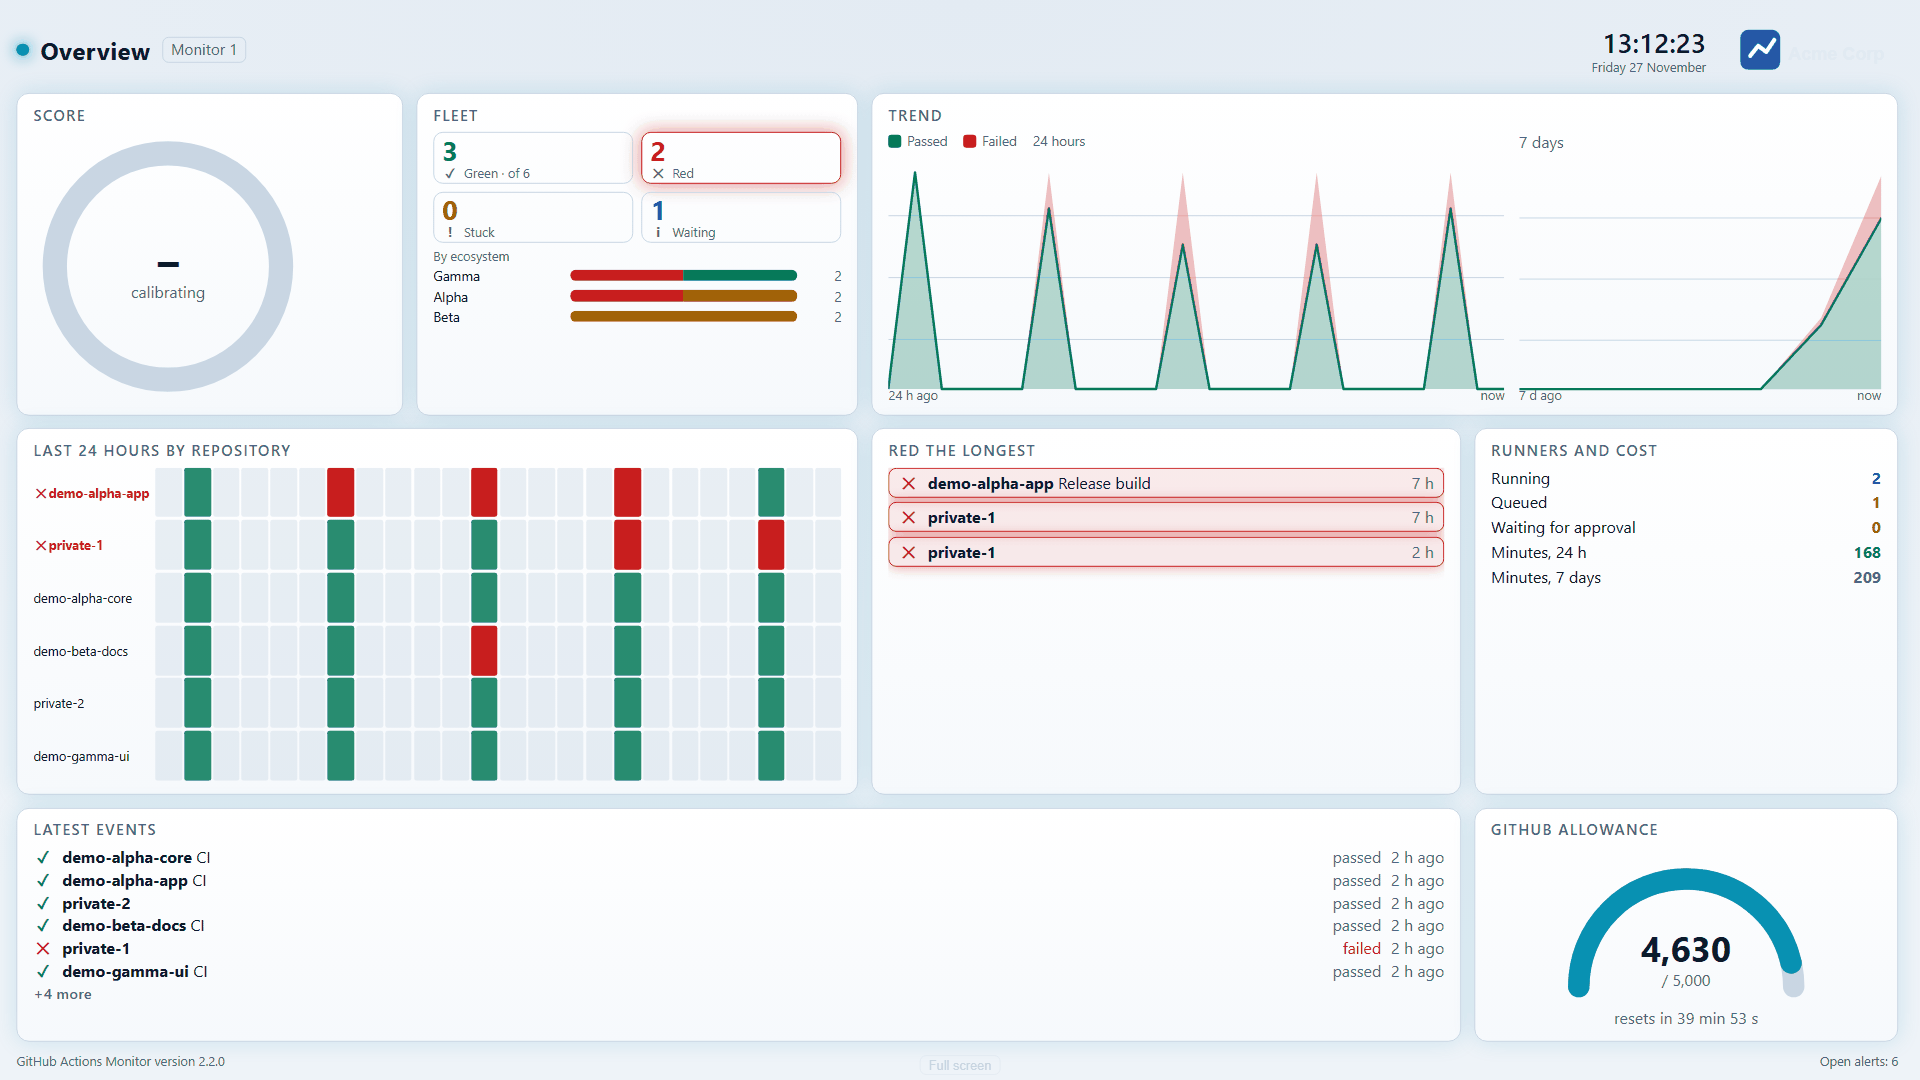 Overview
Monitor 1
13:12:23
Friday 27 November
Acme Corp
SCORE
–
calibrating
FLEET
3
✓ Green · of 6
2
✕ Red
0
! Stuck
1
i Waiting
By ecosystem
Gamma 2
Alpha 2
Beta 2
TREND
Passed Failed 24 hours
7 days
24 h ago now
7 d ago now
LAST 24 HOURS BY REPOSITORY
✕ demo-alpha-app
✕ private-1
demo-alpha-core
demo-beta-docs
private-2
demo-gamma-ui
RED THE LONGEST
✕ demo-alpha-app Release build 7 h
✕ private-1 7 h
✕ private-1 2 h
RUNNERS AND COST
Running 2
Queued 1
Waiting for approval 0
Minutes, 24 h 168
Minutes, 7 days 209
LATEST EVENTS
✓ demo-alpha-core CI passed 2 h ago
✓ demo-alpha-app CI passed 2 h ago
✓ private-2 passed 2 h ago
✓ demo-beta-docs CI passed 2 h ago
✕ private-1 failed 2 h ago
✓ demo-gamma-ui CI passed 2 h ago
+4 more
GITHUB ALLOWANCE
4,630
/ 5,000
resets in 39 min 53 s
GitHub Actions Monitor version 2.2.0
Full screen
Open alerts: 6